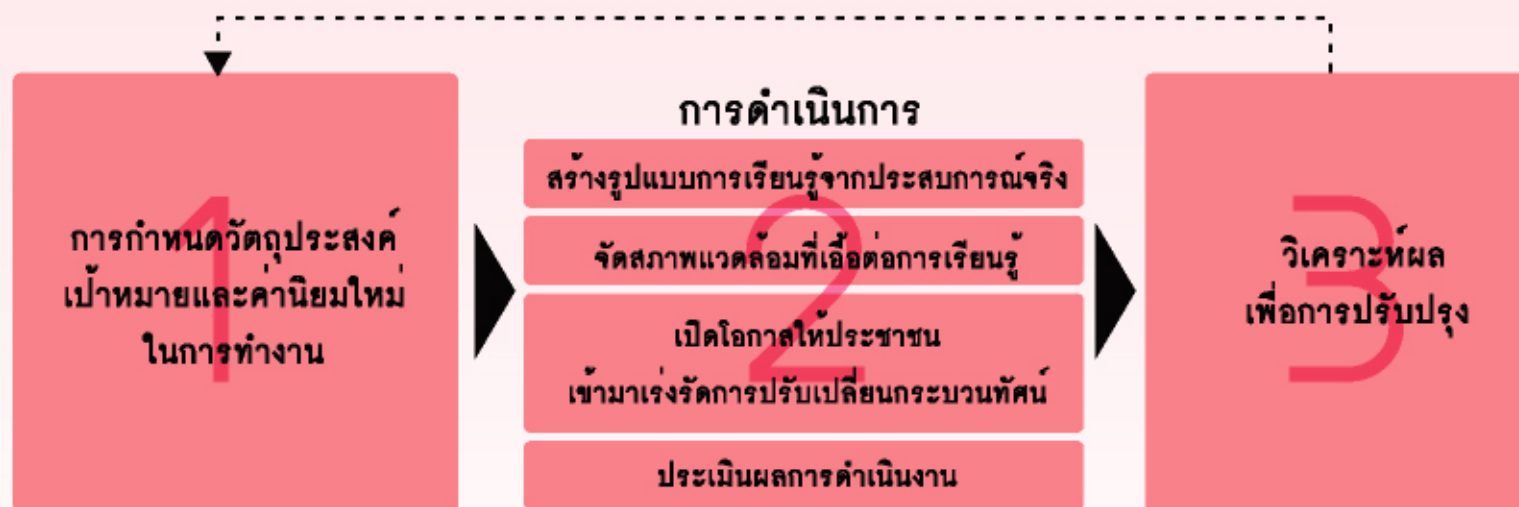 1
การกำหนดวัตถุประสงค์
เป้าหมายและค่านิยมใหม่
ในการทำงาน
การดำเนินการ
2
สร้างรูปแบบการเรียนรู้จากประสบการณ์จริง
จัดสภาพแวดล้อมที่เอื้อต่อการเรียนรู้
เปิดโอกาสให้ประชาชน
เข้ามาเร่งรัดการปรับเปลี่ยนกระบวนทัศน์
ประเมินผลการดำเนินงาน
3
วิเคราะห์ผล
เพื่อการปรับปรุง